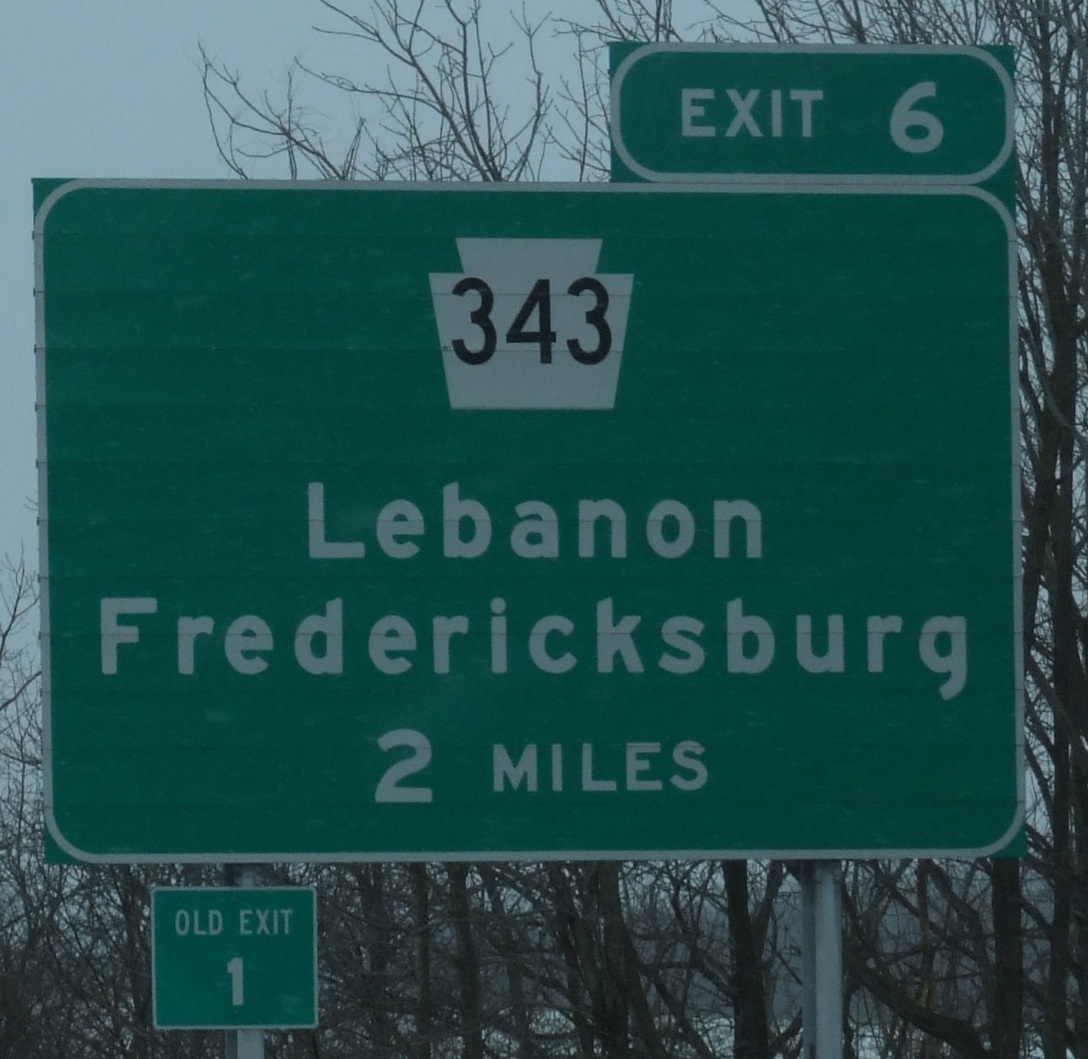 EXIT 6
343
Lebanon
Fredericksburg
2 MILES
OLD EXIT
1